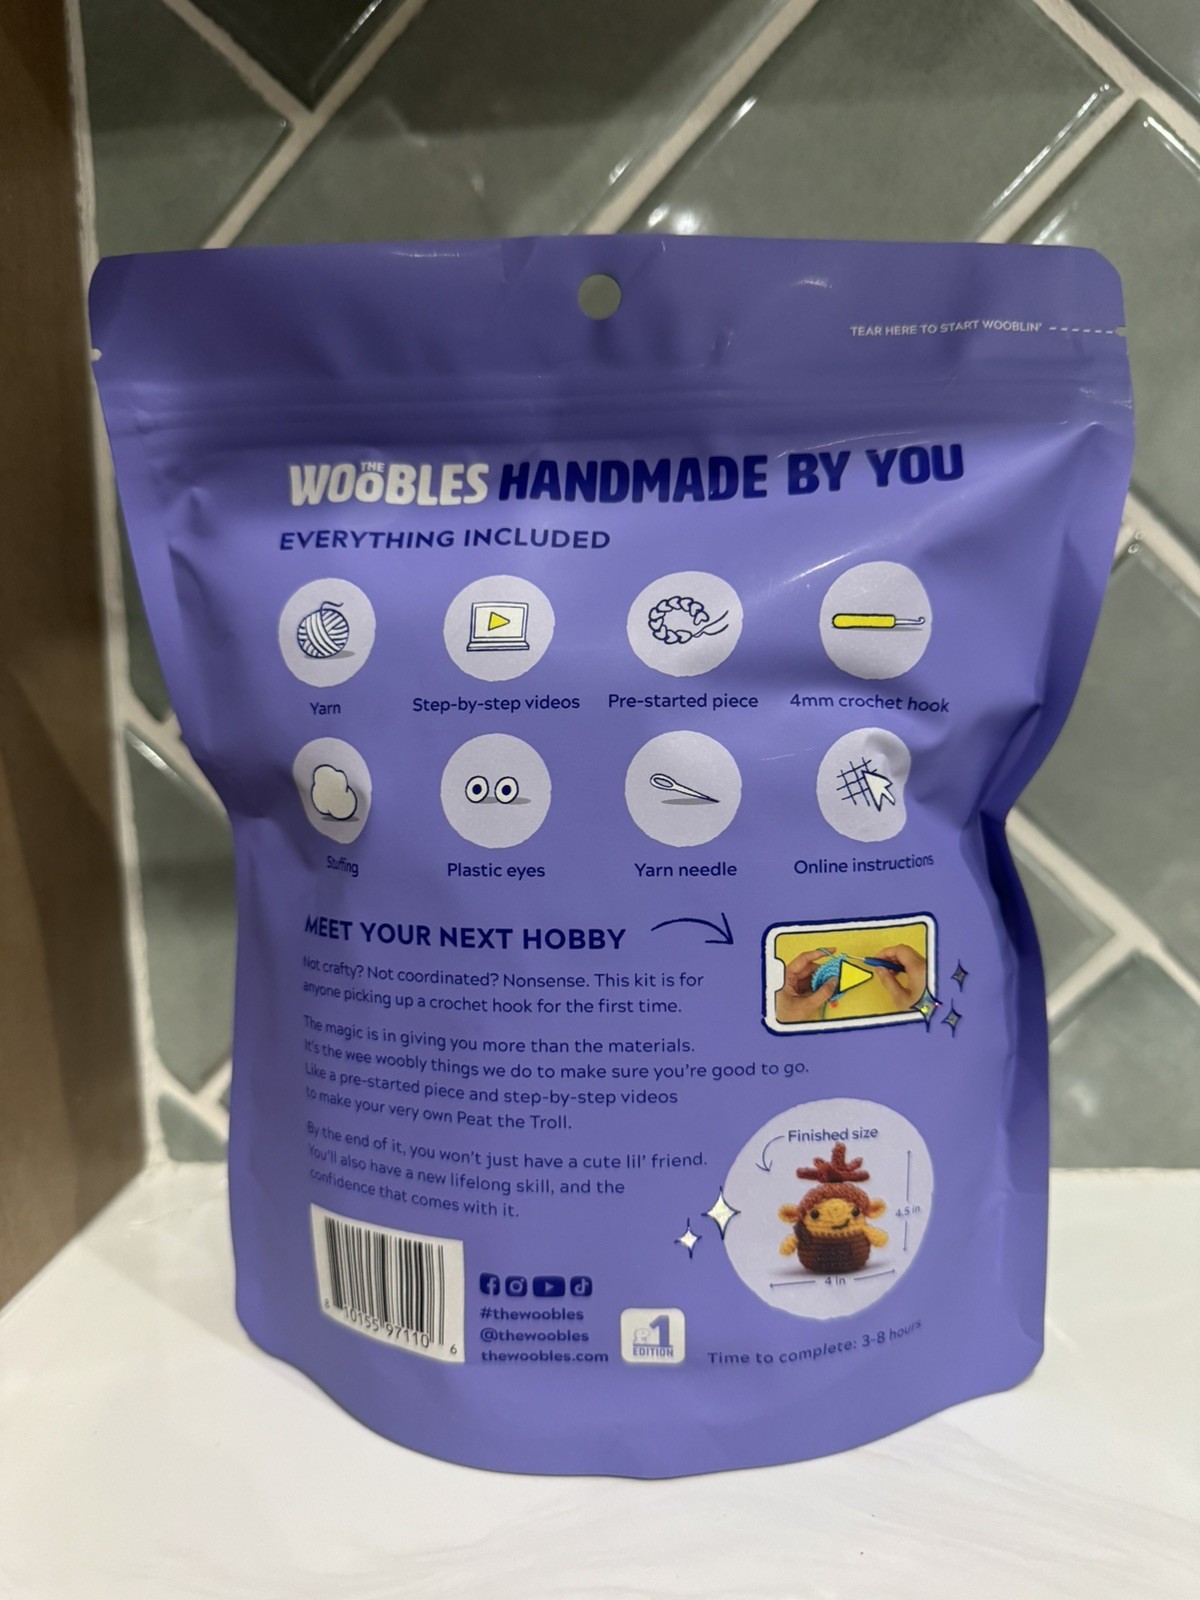 TEAR HERE TO START WOOBLIN'
THE WOOBLES HANDMADE BY YOU
EVERYTHING INCLUDED
Yarn
Step-by-step videos
Pre-started piece
4mm crochet hook
Stuffing
Plastic eyes
Yarn needle
Online instructions
MEET YOUR NEXT HOBBY
Not crafty? Not coordinated? Nonsense. This kit is for
anyone picking up a crochet hook for the first time.
The magic is in giving you more than the materials.
It's the wee woobly things we do to make sure you're good to go.
Like a pre-started piece and step-by-step videos
to make your very own Peat the Troll.
By the end of it, you won't just have a cute lil' friend.
You'll also have a new lifelong skill, and the
confidence that comes with it.
Finished size
4.5 in
4 in
8 10155 97110 6
#thewoobles
@thewoobles
thewoobles.com
1
EDITION
Time to complete: 3-8 hours